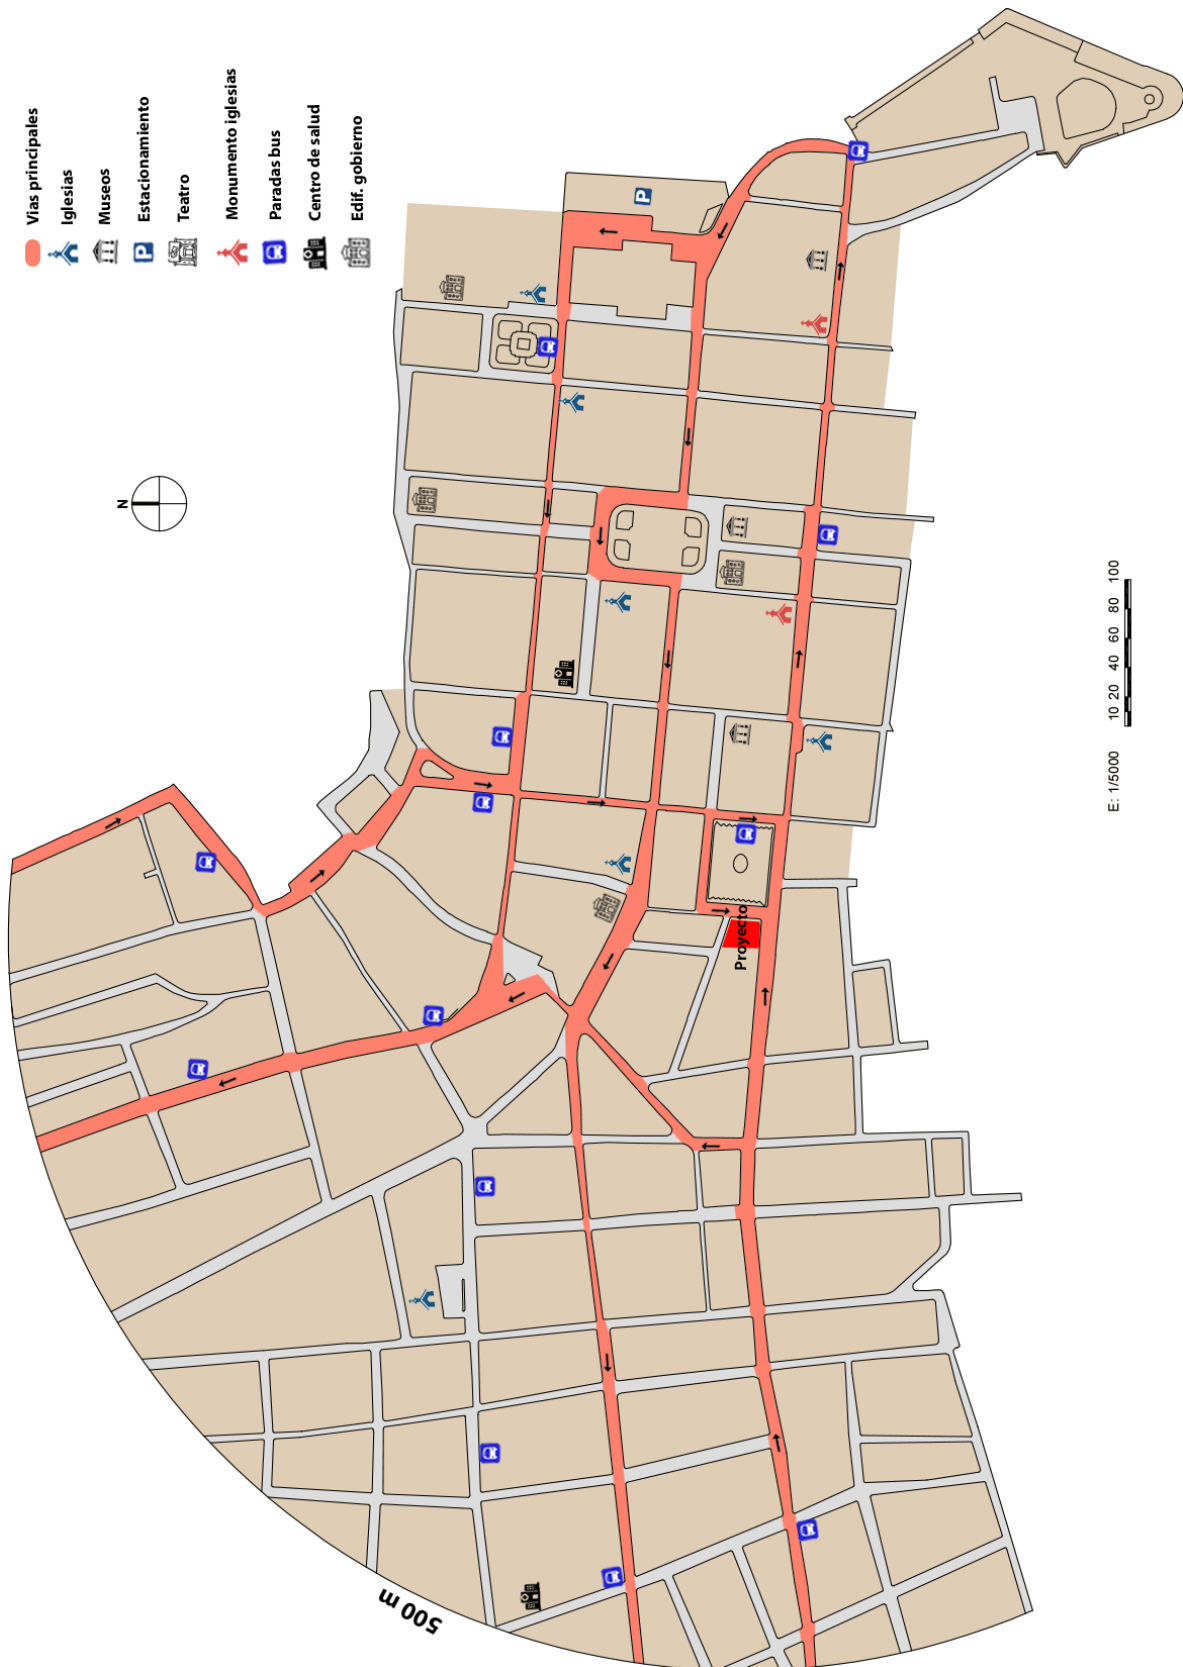 Vias principales
Iglesias
Museos
P Estacionamiento
Teatro
Monumento iglesias
Paradas bus
Centro de salud
Edif. gobierno
P
N
Proyecto
500 m
E: 1/5000
10 20 40 60 80 100